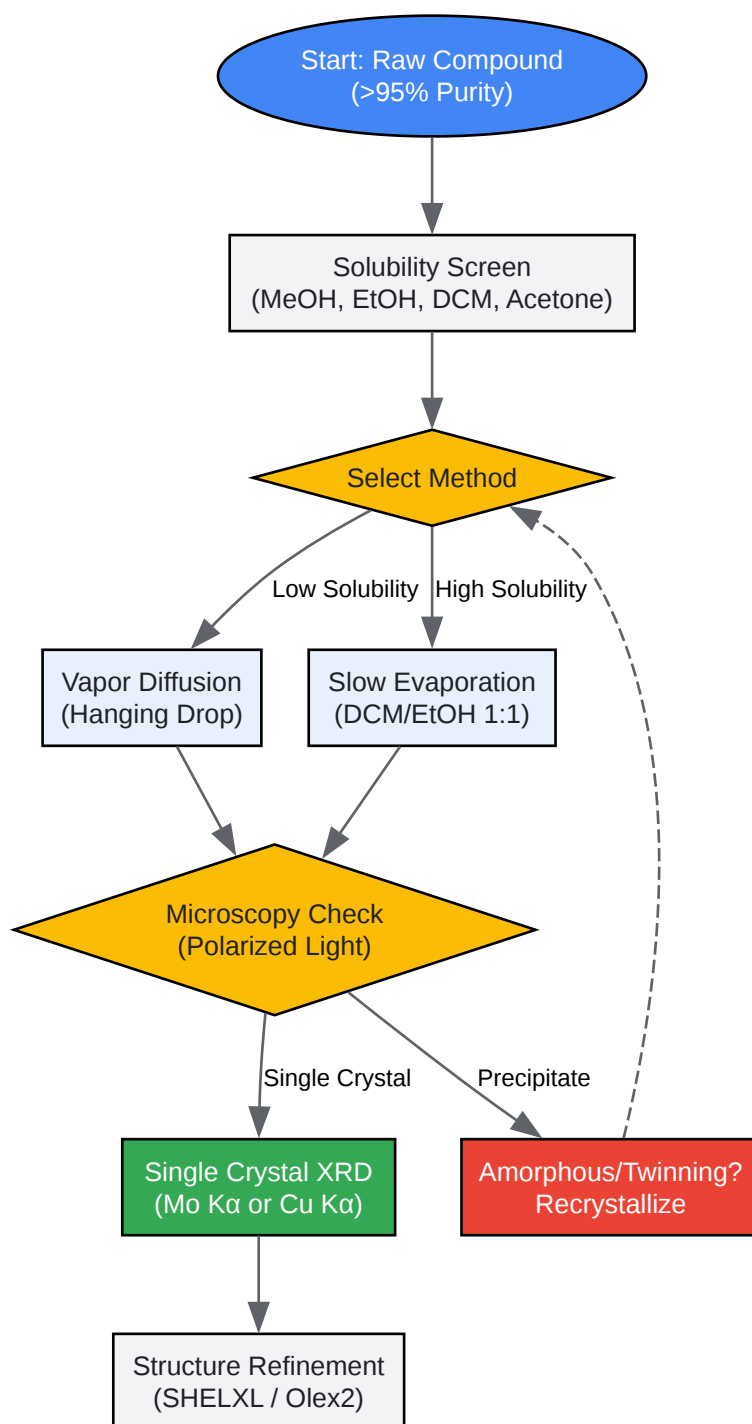 Start: Raw Compound
(>95% Purity)
Solubility Screen
(MeOH, EtOH, DCM, Acetone)
Select Method
Low Solubility
High Solubility
Vapor Diffusion
(Hanging Drop)
Slow Evaporation
(DCM/EtOH 1:1)
Microscopy Check
(Polarized Light)
Single Crystal
Precipitate
Single Crystal XRD
(Mo Kα or Cu Kα)
Amorphous/Twinning?
Recrystallize
Structure Refinement
(SHELXL / Olex2)